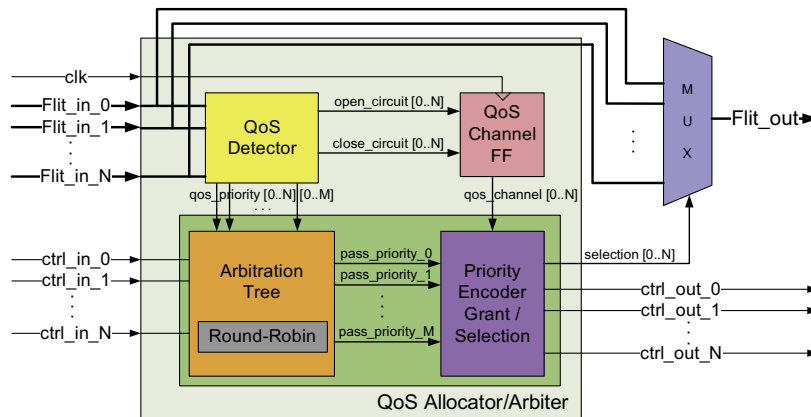 clk
Flit_in_0
Flit_in_1
Flit_in_N
QoS
Detector
open_circuit [0..N]
close_circuit [0..N]
QoS
Channel
FF
M
U
X
Flit_out
qos_priority [0..N] [0..M]
qos_channel [0..N]
ctrl_in_0
ctrl_in_1
ctrl_in_N
Arbitration
Tree
Round-Robin
pass_priority_0
pass_priority_1
pass_priority_M
Priority
Encoder
Grant /
Selection
selection [0..N]
ctrl_out_0
ctrl_out_1
ctrl_out_N
QoS Allocator/Arbiter